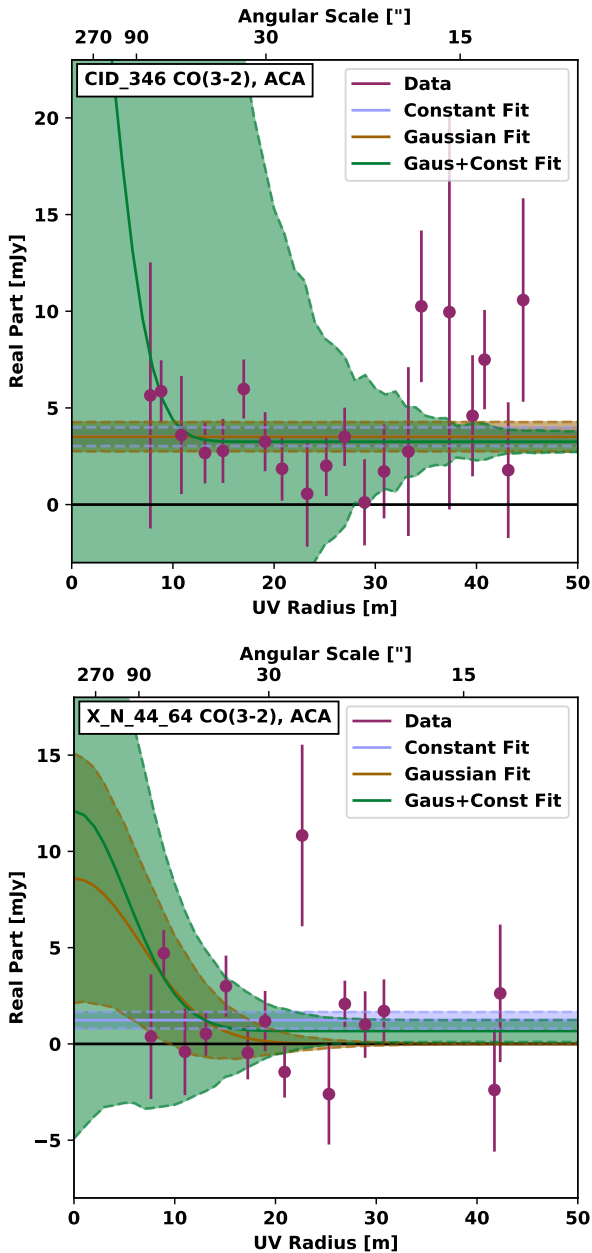 Angular Scale ["]
270 90 30 15
CID_346 CO(3-2), ACA
Data
Constant Fit
Gaussian Fit
Gaus+Const Fit
20
15
10
5
0
Real Part [mJy]
0 10 20 30 40 50
UV Radius [m]
Angular Scale ["]
270 90 30 15
X_N_44_64 CO(3-2), ACA
Data
Constant Fit
Gaussian Fit
Gaus+Const Fit
15
10
5
0
−5
Real Part [mJy]
0 10 20 30 40 50
UV Radius [m]